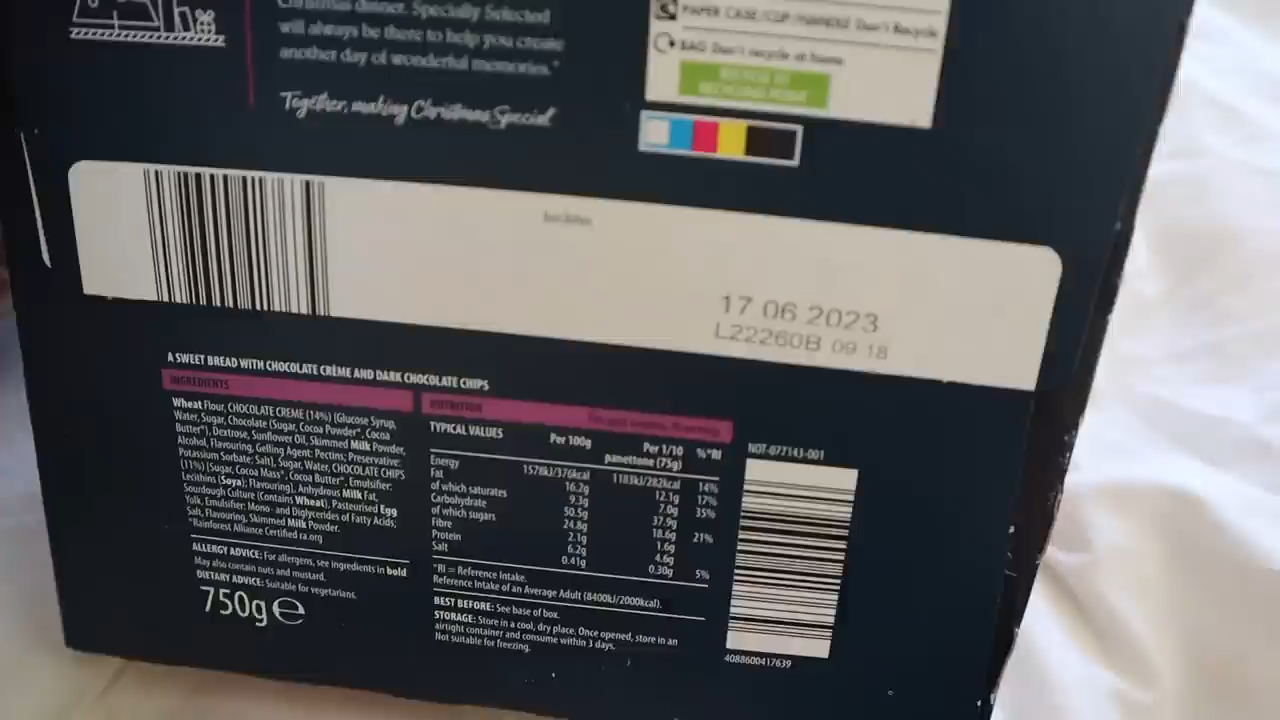 Christmas dinner. Specially Selected
will always be there to help you create
another day of wonderful memories."
Together, making Christmas Special
PAPER CASE/CUP Don't Recycle
BAG Don't recycle at home
RECYCLE AT
RECYCLING POINT
17 06 2023
L22260B 09 18
A SWEET BREAD WITH CHOCOLATE CRÈME AND DARK CHOCOLATE CHIPS
INGREDIENTS
Wheat Flour, CHOCOLATE CREME (14%) [Glucose Syrup,
Water, Sugar, Chocolate (Sugar, Cocoa Powder*, Cocoa
Butter*), Dextrose, Sunflower Oil, Skimmed Milk Powder,
Alcohol, Flavouring, Gelling Agent: Pectins; Preservative:
Potassium Sorbate; Salt], Sugar, Water, CHOCOLATE CHIPS
(11%) [Sugar, Cocoa Mass*, Cocoa Butter*, Emulsifier:
Lecithins (Soya); Flavouring], Anhydrous Milk Fat,
Sourdough Culture (Contains Wheat), Pasteurised Egg
Yolk, Emulsifier: Mono- and Diglycerides of Fatty Acids;
Salt, Flavouring, Skimmed Milk Powder.
*Rainforest Alliance Certified ra.org
ALLERGY ADVICE: For allergens, see ingredients in bold
May also contain nuts and mustard.
DIETARY ADVICE: Suitable for vegetarians.
750g e
NUTRITION
TYPICAL VALUES Per 100g Per 1/10 panettone (75g) %*RI
Energy 1578kJ/376kcal 1183kJ/282kcal 14%
Fat 16.2g 12.1g 17%
of which saturates 9.3g 7.0g 35%
Carbohydrate 50.5g 37.9g
of which sugars 24.8g 18.6g 21%
Fibre 2.1g 1.6g
Protein 6.2g 4.6g
Salt 0.41g 0.30g 5%
*RI = Reference Intake.
Reference Intake of an Average Adult (8400kJ/2000kcal).
BEST BEFORE: See base of box.
STORAGE: Store in a cool, dry place. Once opened, store in an
airtight container and consume within 3 days.
Not suitable for freezing.
NOT-077143-001
4088600417639